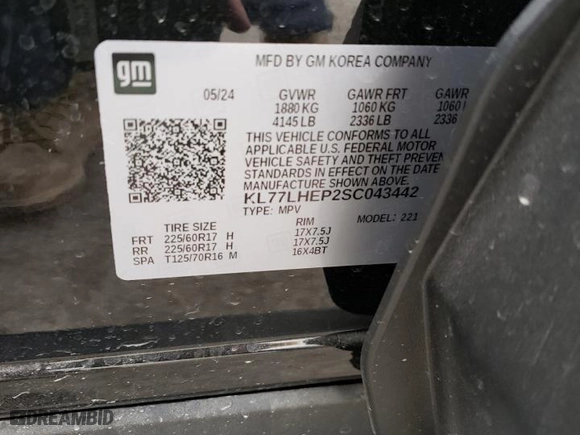 gm
MFD BY GM KOREA COMPANY
05/24 GVWR GAWR FRT GAWR
1880 KG 1060 KG 1060
4145 LB 2336 LB 2336
THIS VEHICLE CONFORMS TO ALL
APPLICABLE U.S. FEDERAL MOTOR
VEHICLE SAFETY AND THEFT PREVEN
STANDARDS IN EFFECT ON THE DATE
MANUFACTURE SHOWN ABOVE.
KL77LHEP2SC043442
TYPE: MPV MODEL: 221
TIRE SIZE RIM
FRT 225/60R17 H 17X7.5J
RR 225/60R17 H 17X7.5J
SPA T125/70R16 M 16X4BT
DREAMBID